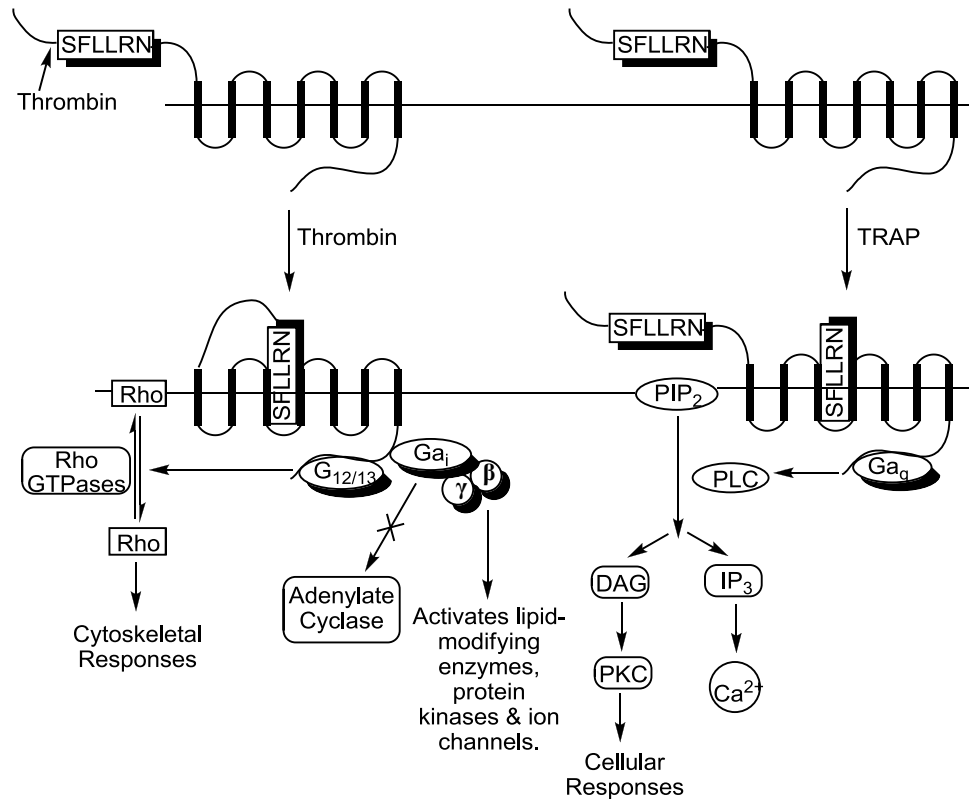 SFLLRN
SFLLRN
Thrombin
Thrombin
TRAP
SFLLRN
SFLLRN
SFLLRN
Rho
PIP2
Rho
GTPases
G12/13
Gai
γ
β
PLC
Gaq
Rho
Adenylate
Cyclase
DAG
IP3
Cytoskeletal
Responses
Activates lipid-
modifying
enzymes,
protein
kinases & ion
channels.
PKC
Ca2+
Cellular
Responses